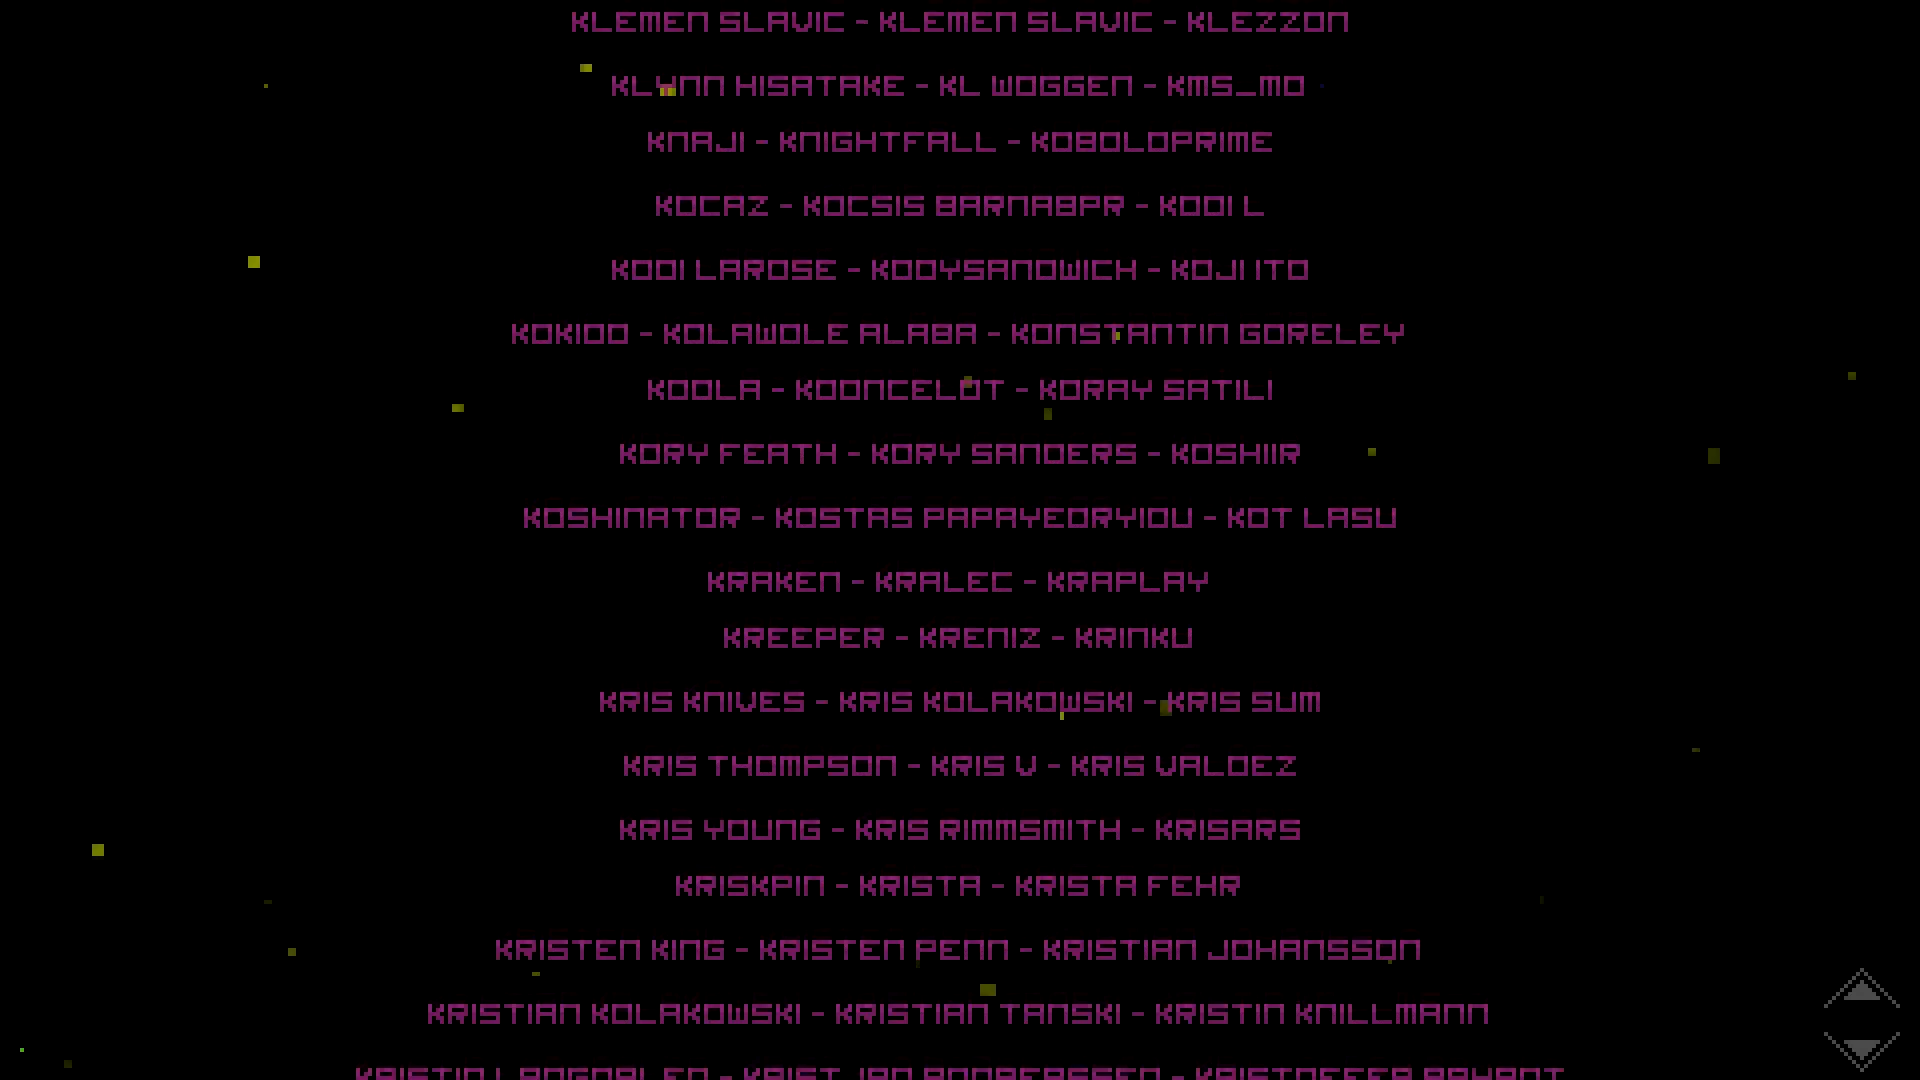 KLEMEN SLAVIC - KLEMEN SLAVIC - KLEZZON
KLYNN HISATAKE - KL WOGGEN - KMS_MO
KNAJI - KNIGHTFALL - KOBOLDPRIME
KOCAZ - KOCSIS BARNABPR - KODI L
KODI LAROSE - KODYSANDWICH - KOJI ITO
KOKIDO - KOLAWOLE ALABA - KONSTANTIN GORELEY
KOOLA - KOONCELOT - KORAY SATILI
KORY FEATH - KORY SANDERS - KOSHIIR
KOSHINATOR - KOSTAS PAPAYEORYIOU - KOT LASU
KRAKEN - KRALEC - KRAPLAY
KREEPER - KRENIZ - KRINKU
KRIS KNIVES - KRIS KOLAKOWSKI - KRIS SUM
KRIS THOMPSON - KRIS V - KRIS VALDEZ
KRIS YOUNG - KRIS RIMMSMITH - KRISARS
KRISKPIN - KRISTA - KRISTA FEHR
KRISTEN KING - KRISTEN PENN - KRISTIAN JOHANSSON
KRISTIAN KOLAKOWSKI - KRISTIAN TANSKI - KRISTIN KNILLMANN